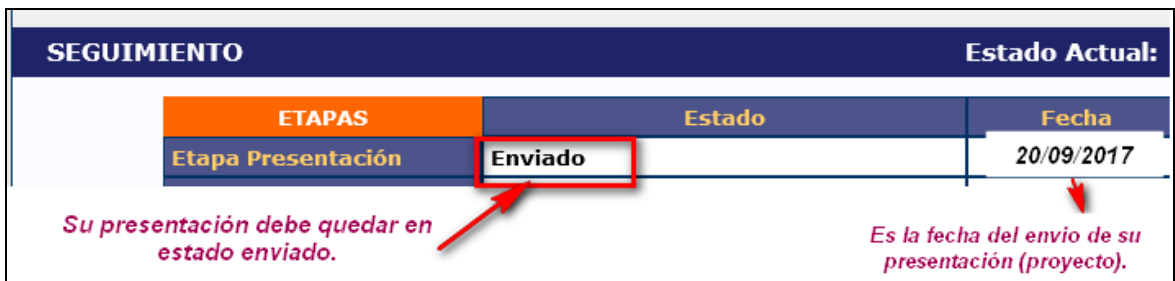 SEGUIMIENTO Estado Actual:
ETAPAS Estado Fecha
Etapa Presentación Enviado 20/09/2017
Su presentación debe quedar en
estado enviado.
Es la fecha del envio de su
presentación (proyecto).